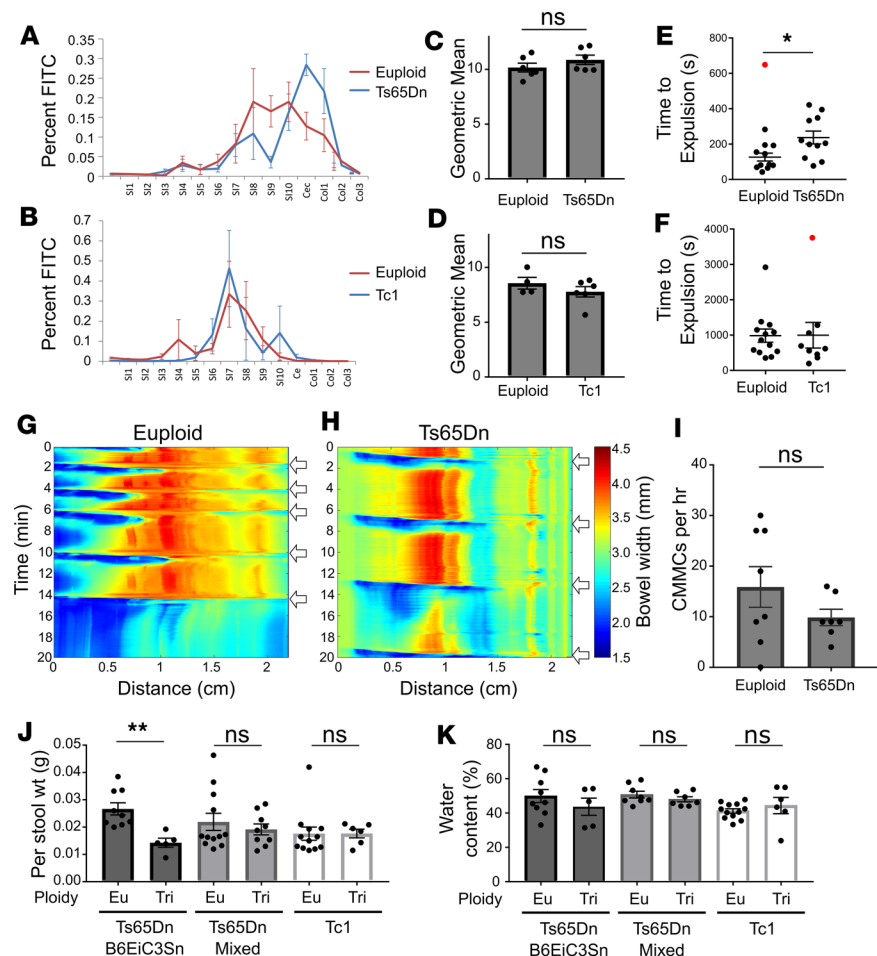 A
Percent FITC
0.35
0.3
0.25
0.2
0.15
0.1
0.05
0
Euploid
Ts65Dn
SI1
SI2
SI3
SI4
SI5
SI6
SI7
SI8
SI9
SI10
Cec
Col1
Col2
Col3
B
Percent FITC
0.7
0.6
0.5
0.4
0.3
0.2
0.1
0
Euploid
Tc1
SI1
SI2
SI3
SI4
SI5
SI6
SI7
SI8
SI9
SI10
Ce
Col1
Col2
Col3
C
ns
Geometric Mean
10
5
0
Euploid Ts65Dn
D
ns
Geometric Mean
10
5
0
Euploid Tc1
E
*
Time to
Expulsion (s)
800
600
400
200
0
Euploid Ts65Dn
F
Time to
Expulsion (s)
4000
3000
2000
1000
0
Euploid Tc1
G
Euploid
Time (min)
0
2
4
6
8
10
12
14
16
18
20
0 0.5 1 1.5 2
Distance (cm)
H
Ts65Dn
0
2
4
6
8
10
12
14
16
18
20
0 0.5 1 1.5 2
Distance (cm)
4.5
4.0
3.5
3.0
2.5
2.0
1.5
Bowel width (mm)
I
ns
CMMCs per hr
40
30
20
10
0
Euploid
Ts65Dn
J
** ns ns
Per stool wt (g)
0.05
0.04
0.03
0.02
0.01
0.00
Ploidy Eu Tri Eu Tri Eu Tri
Ts65Dn Ts65Dn Tc1
B6EiC3Sn Mixed
K
ns ns ns
Water
content (%)
80
60
40
20
0
Ploidy Eu Tri Eu Tri Eu Tri
Ts65Dn Ts65Dn Tc1
B6EiC3Sn Mixed